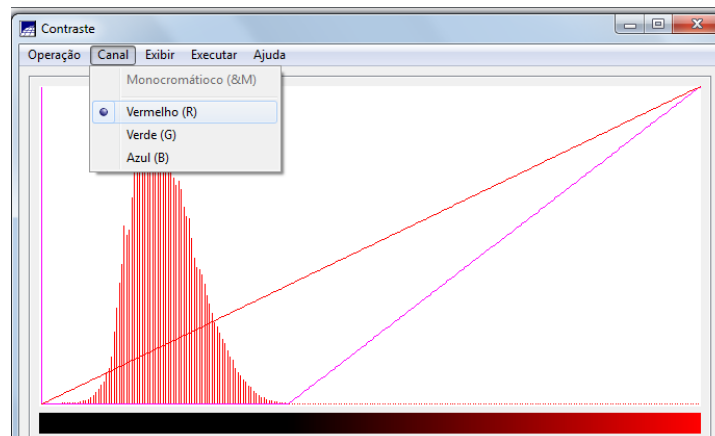 Contraste
Operação Canal Exibir Executar Ajuda
Monocromátioco (&M)
Vermelho (R)
Verde (G)
Azul (B)